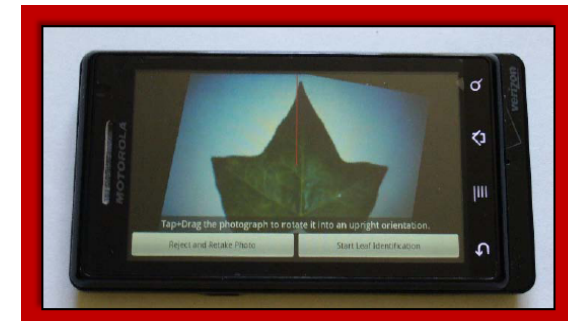 MOTOROLA
verizon
Tap+Drag the photograph to rotate it into an upright orientation.
Reject and Retake Photo
Start Leaf Identification